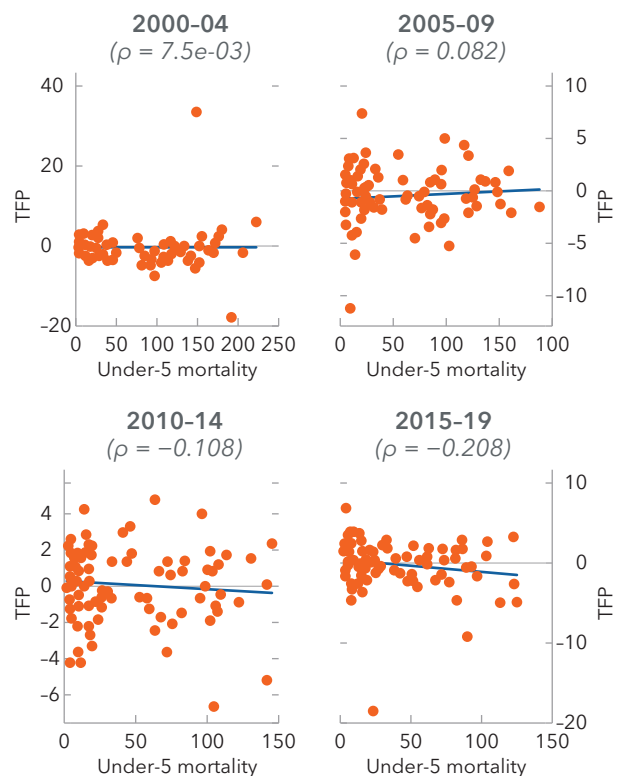 2000–04
(ρ = 7.5e-03)
40
20
0
–20
TFP
0 50 100 150 200 250
Under-5 mortality
2005–09
(ρ = 0.082)
10
5
0
–5
–10
TFP
0 50 100 150 100
Under-5 mortality
2010–14
(ρ = −0.108)
4
2
0
–2
–4
–6
TFP
0 50 100 150
Under-5 mortality
2015–19
(ρ = −0.208)
10
0
–10
–20
TFP
0 50 100 150
Under-5 mortality